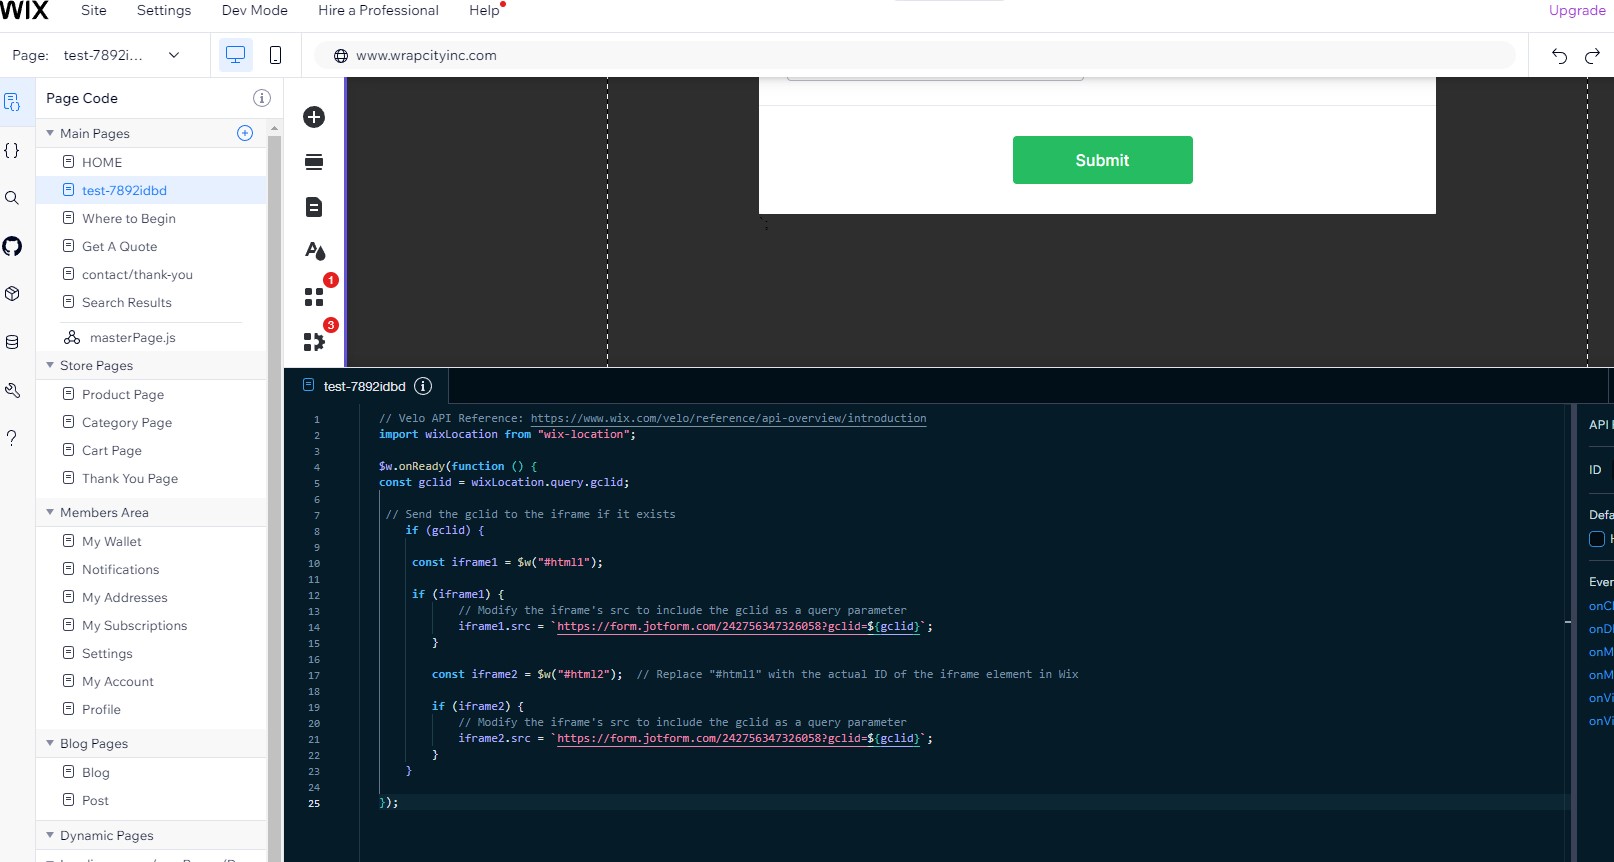 WIX Site Settings Dev Mode Hire a Professional Help Upgrade
Page: test-7892i... www.wrapcityinc.com
Page Code
Main Pages
HOME
test-7892idbd
Where to Begin
Get A Quote
contact/thank-you
Search Results
masterPage.js
Store Pages
Product Page
Category Page
Cart Page
Thank You Page
Members Area
My Wallet
Notifications
My Addresses
My Subscriptions
Settings
My Account
Profile
Blog Pages
Blog
Post
Dynamic Pages
1
3
Submit
test-7892idbd
1 // Velo API Reference: https://www.wix.com/velo/reference/api-overview/introduction
2 import wixLocation from "wix-location";
3
4 $w.onReady(function () {
5 const gclid = wixLocation.query.gclid;
6
7 // Send the gclid to the iframe if it exists
8 if (gclid) {
9
10 const iframe1 = $w("#html1");
11
12 if (iframe1) {
13 // Modify the iframe's src to include the gclid as a query parameter
14 iframe1.src = `https://form.jotform.com/242756347326058?gclid=${gclid}`;
15 }
16
17 const iframe2 = $w("#html2"); // Replace "#html1" with the actual ID of the iframe element in Wix
18
19 if (iframe2) {
20 // Modify the iframe's src to include the gclid as a query parameter
21 iframe2.src = `https://form.jotform.com/242756347326058?gclid=${gclid}`;
22 }
23 }
24
25 });
API
ID
Defa
Ever
onCl
onDl
onM
onM
onVi
onVi